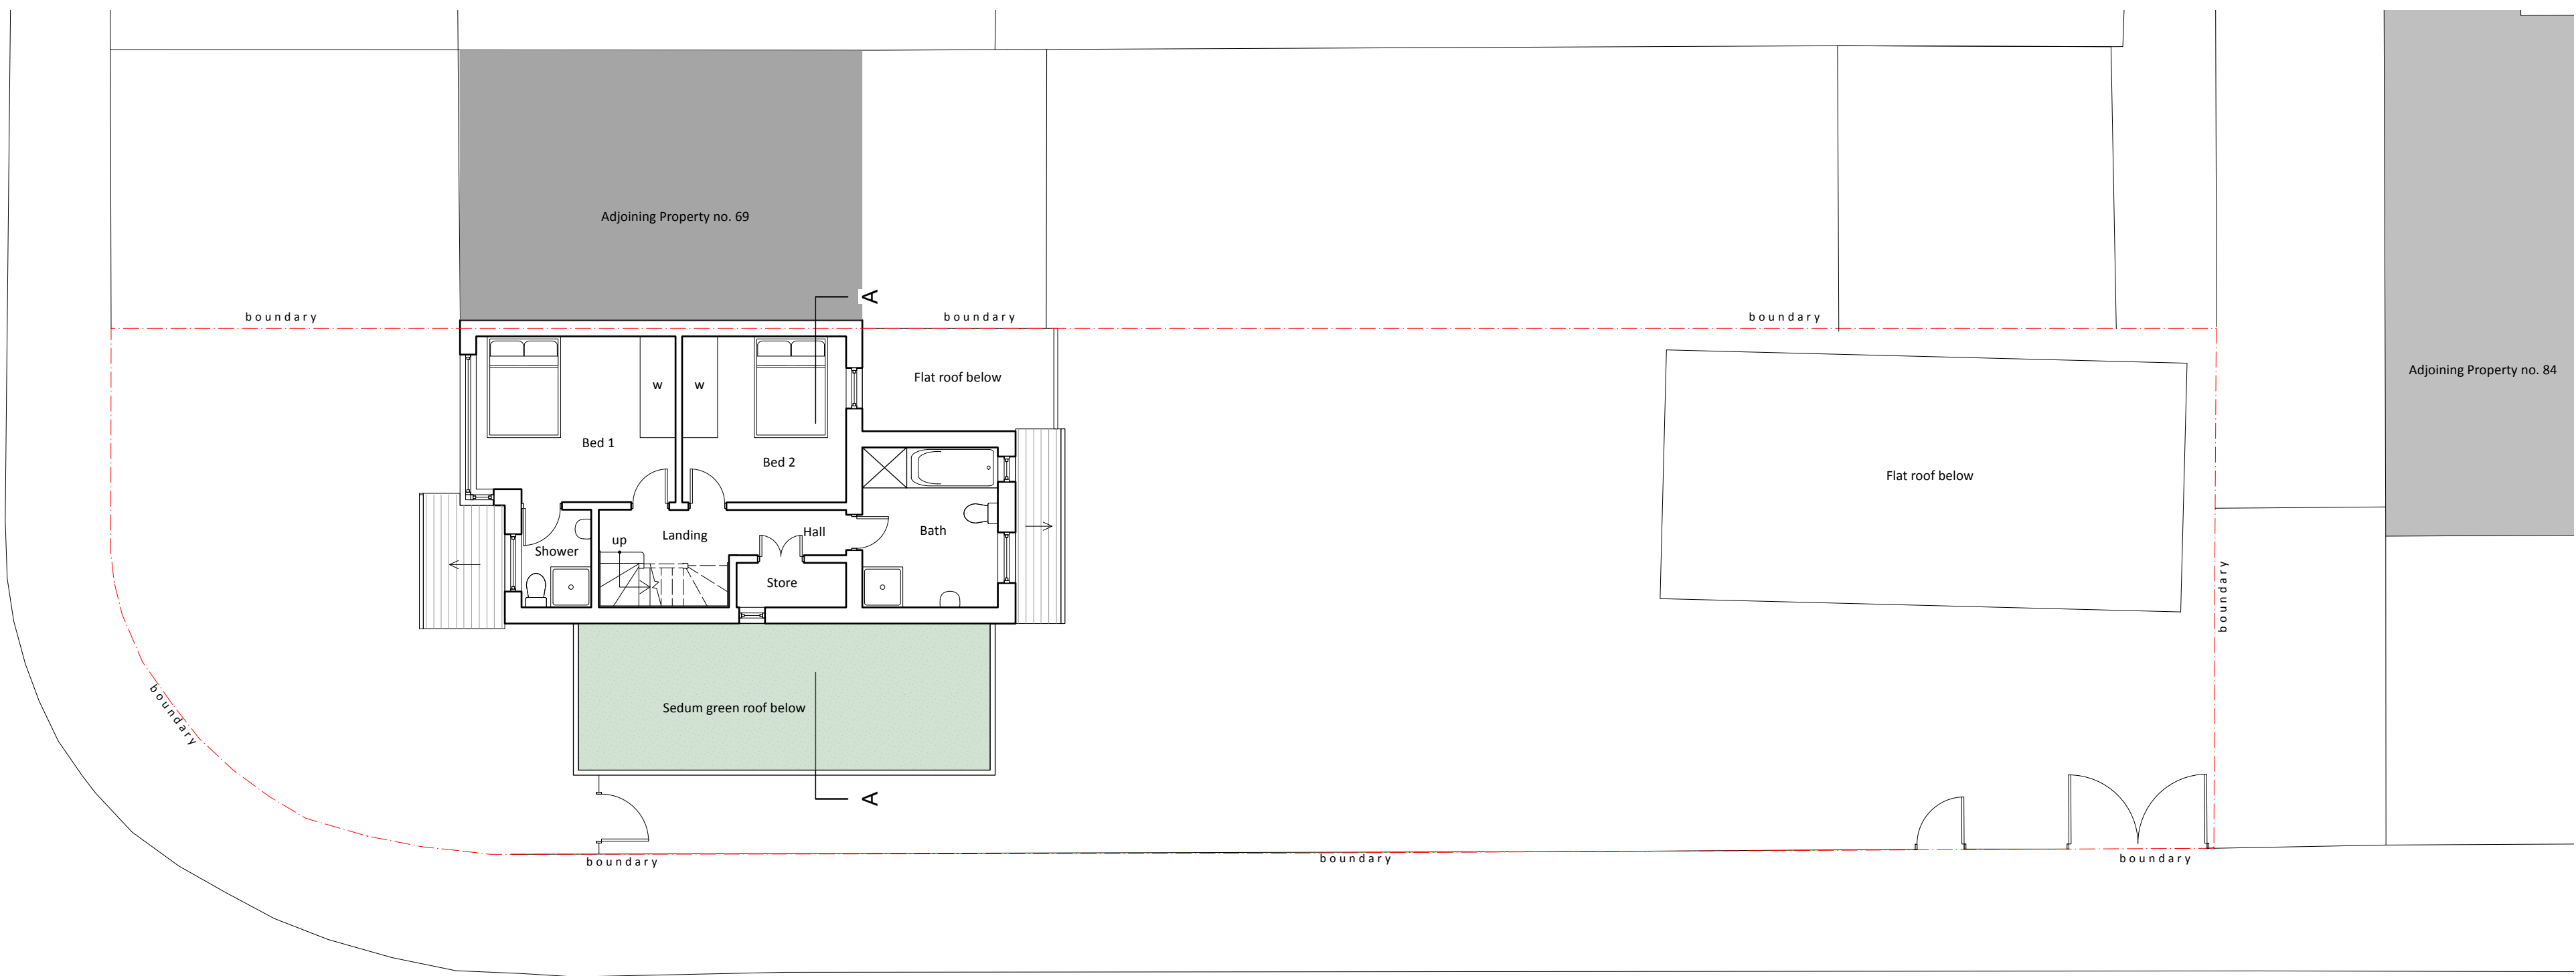 Adjoining Property no. 69
A
boundary
boundary
boundary
Adjoining Property no. 84
Flat roof below
w
w
Bed 1
Bed 2
Flat roof below
Landing
Hall
Bath
up
Shower
Store
boundary
boundary
Sedum green roof below
A
boundary
boundary
boundary